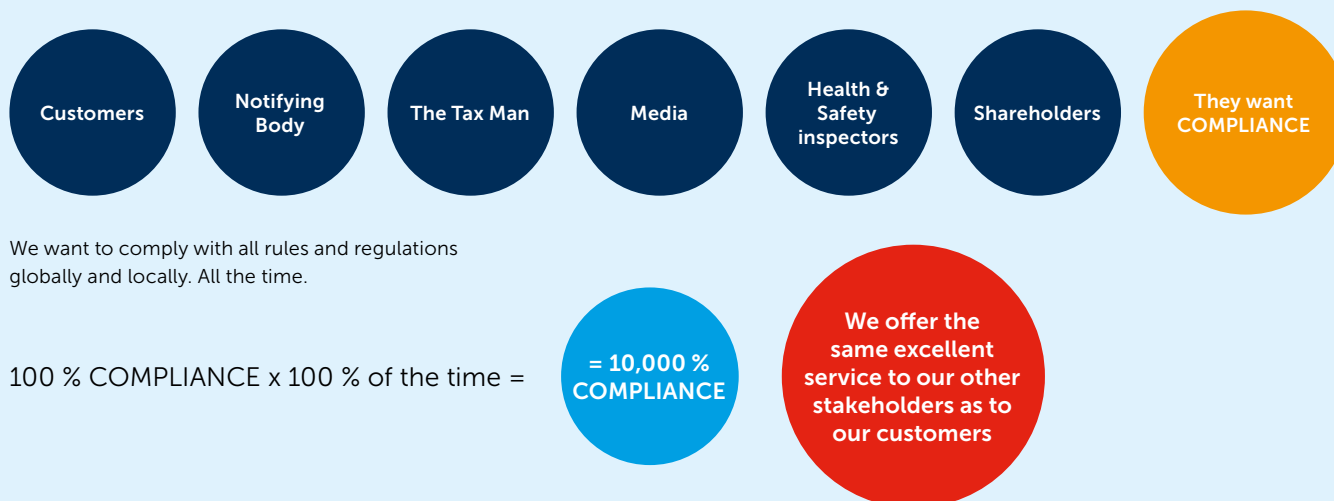 Customers
Notifying
Body
The Tax Man
Media
Health &
Safety
inspectors
Shareholders
They want
COMPLIANCE
We want to comply with all rules and regulations
globally and locally. All the time.
100 % COMPLIANCE x 100 % of the time =
= 10,000 %
COMPLIANCE
We offer the
same excellent
service to our other
stakeholders as to
our customers